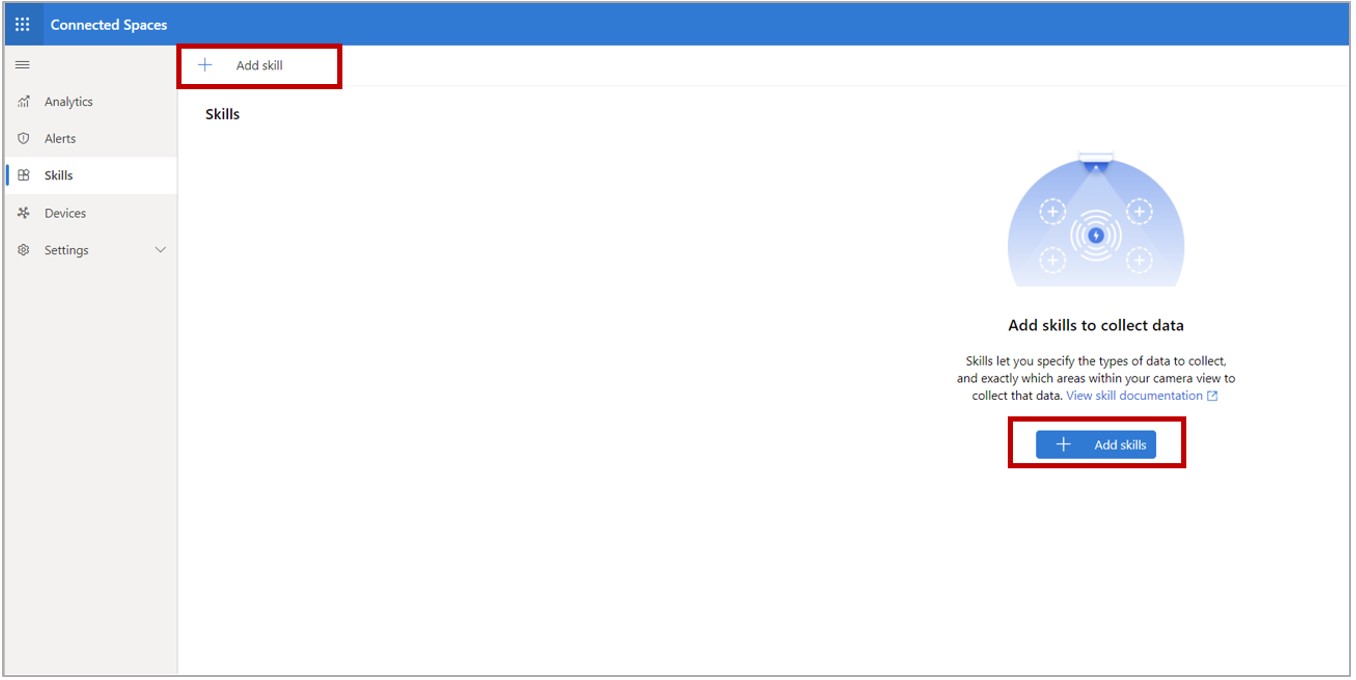 Connected Spaces
Add skill
Analytics
Alerts
Skills
Devices
Settings
Skills
Add skills to collect data
Skills let you specify the types of data to collect,
and exactly which areas within your camera view to
collect that data. View skill documentation
Add skills